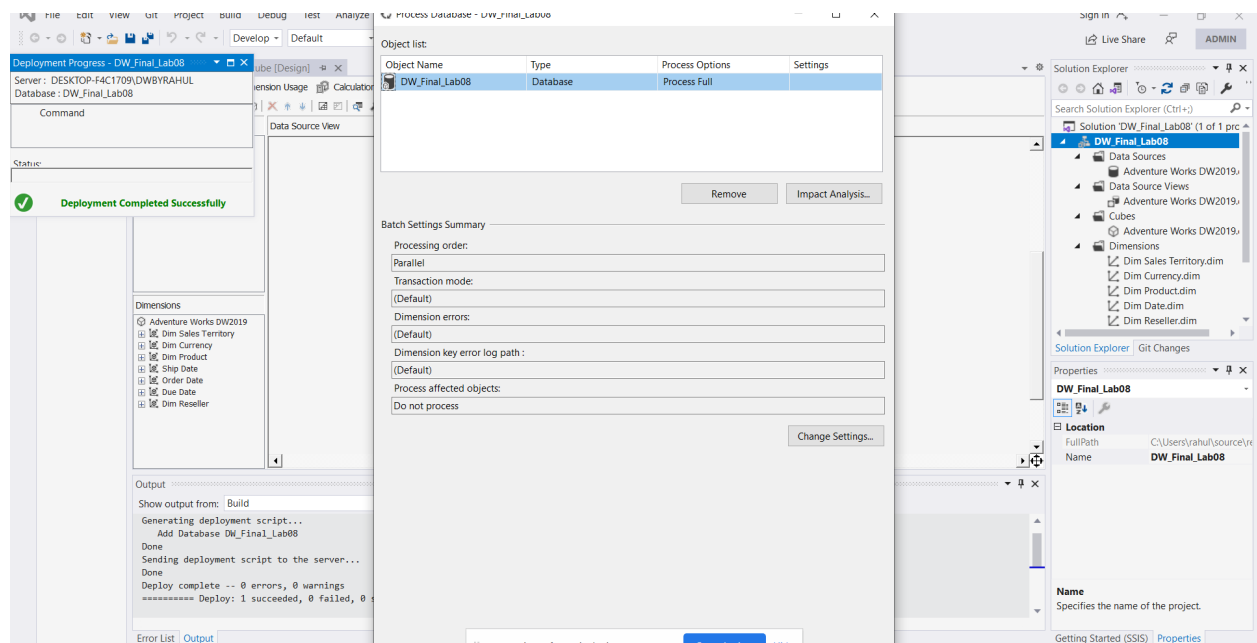 File Edit View Git Project Build Debug Test Analyze
Process Database - DW_Final_Lab08
Sign in
Develop
Default
Live Share
ADMIN
Deployment Progress - DW_Final_Lab08
Server : DESKTOP-F4C1709\DWBYRAHUL
Database : DW_Final_Lab08
Command
Status:
Deployment Completed Successfully
ube [Design]
ension Usage
Calculation
Data Source View
Dimensions
Adventure Works DW2019
Dim Sales Territory
Dim Currency
Dim Product
Ship Date
Order Date
Due Date
Dim Reseller
Object list:
Object Name Type Process Options Settings
DW_Final_Lab08 Database Process Full
Remove
Impact Analysis...
Batch Settings Summary
Processing order:
Parallel
Transaction mode:
(Default)
Dimension errors:
(Default)
Dimension key error log path :
(Default)
Process affected objects:
Do not process
Change Settings...
Output
Show output from: Build
Generating deployment script...
Add Database DW_Final_Lab08
Done
Sending deployment script to the server...
Done
Deploy complete -- 0 errors, 0 warnings
========== Deploy: 1 succeeded, 0 failed, 0 s
Error List Output
Solution Explorer
Search Solution Explorer (Ctrl+;)
Solution 'DW_Final_Lab08' (1 of 1 prc
DW_Final_Lab08
Data Sources
Adventure Works DW2019.
Data Source Views
Adventure Works DW2019.
Cubes
Adventure Works DW2019.
Dimensions
Dim Sales Territory.dim
Dim Currency.dim
Dim Product.dim
Dim Date.dim
Dim Reseller.dim
Solution Explorer Git Changes
Properties
DW_Final_Lab08
Location
FullPath C:\Users\rahul\source\re
Name DW_Final_Lab08
Name
Specifies the name of the project.
Getting Started (SSIS) Properties